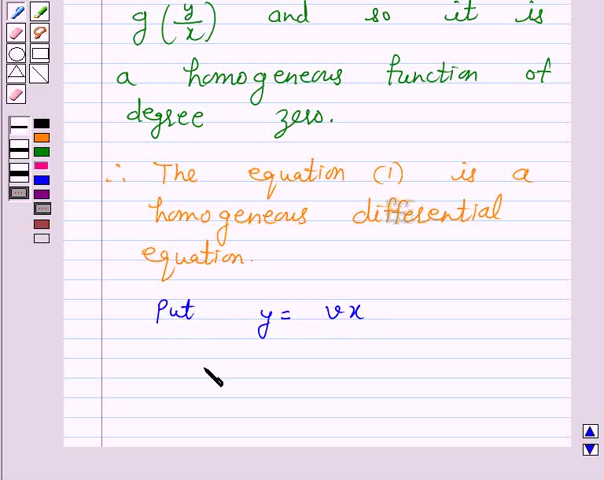 g(y/x) and so it is
a homogeneous function of
degree zero.
∴ The equation (1) is a
homogeneous differential
equation.
Put y = vx